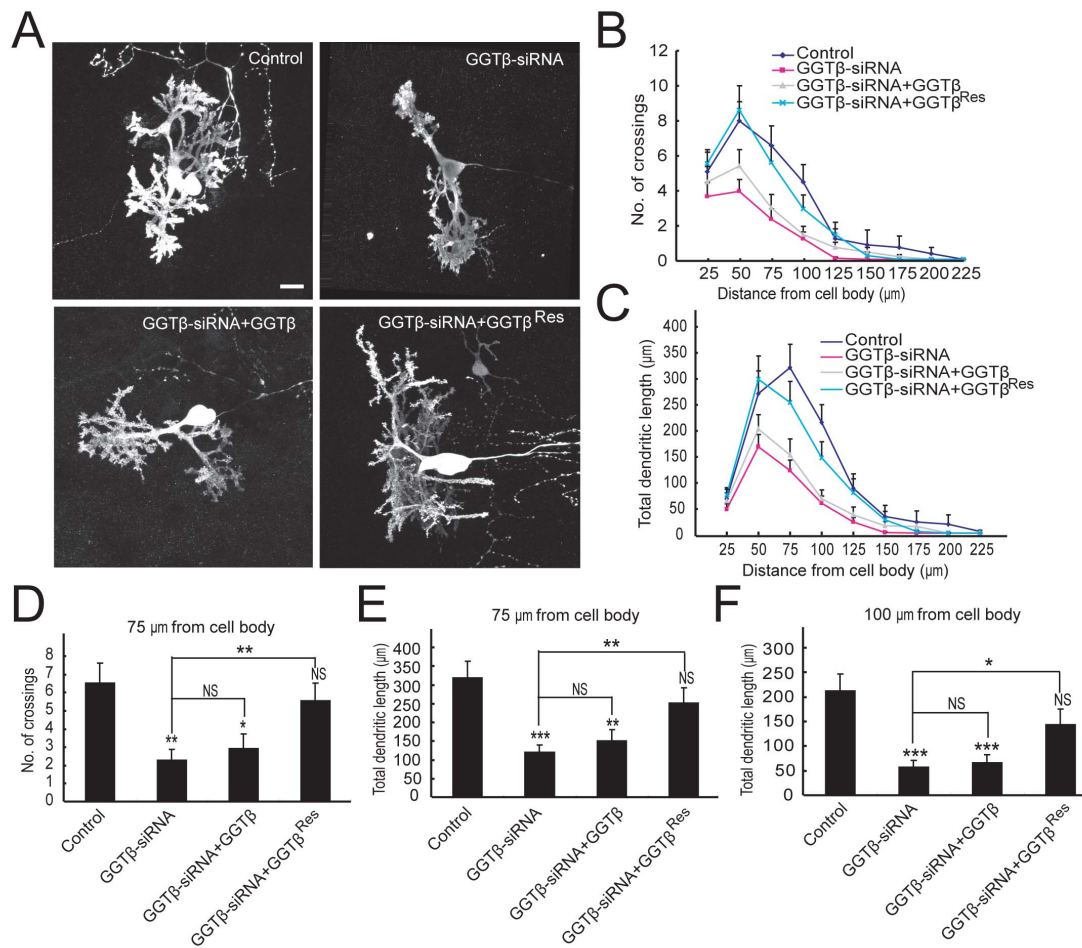 A
Control
GGTβ-siRNA
GGTβ-siRNA+GGTβ
GGTβ-siRNA+GGTβRes
B
No. of crossings
12
10
8
6
4
2
0
Control
GGTβ-siRNA
GGTβ-siRNA+GGTβ
GGTβ-siRNA+GGTβRes
25 50 75 100 125 150 175 200 225
Distance from cell body (μm)
C
Total dendritic length (μm)
400
350
300
250
200
150
100
50
0
Control
GGTβ-siRNA
GGTβ-siRNA+GGTβ
GGTβ-siRNA+GGTβRes
25 50 75 100 125 150 175 200 225
Distance from cell body (μm)
D
75 μm from cell body
No. of crossings
8
7
6
5
4
3
2
1
0
**
NS
NS
**
*
Control
GGTβ-siRNA
GGTβ-siRNA+GGTβ
GGTβ-siRNA+GGTβRes
E
75 μm from cell body
Total dendritic length (μm)
400
350
300
250
200
150
100
50
0
**
NS
NS
***
**
Control
GGTβ-siRNA
GGTβ-siRNA+GGTβ
GGTβ-siRNA+GGTβRes
F
100 μm from cell body
Total dendritic length (μm)
300
250
200
150
100
50
0
*
NS
NS
***
***
Control
GGTβ-siRNA
GGTβ-siRNA+GGTβ
GGTβ-siRNA+GGTβRes